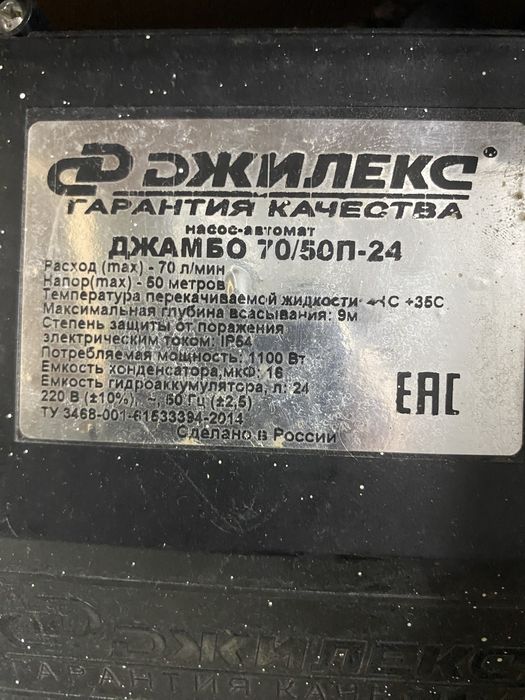 ДЖИЛЕКС
ГАРАНТИЯ КАЧЕСТВА
насос-автомат
ДЖАМБО 70/50П-24
Расход (max) - 70 л/мин
Напор(max) - 50 метров
Температура перекачиваемой жидкости: +35С
Максимальная глубина всасывания: 9м
Степень защиты от поражения
электрическим током: IP54
Потребляемая мощность: 1100 Вт
Емкость конденсатора,мкФ: 16
Емкость гидроаккумулятора, л: 24
220 В (±10%), ~, 50 Гц (±2,5)
ТУ 3468-001-61533394-2014
Сделано в России
ЕАС
ДЖИЛЕКС
ГАРАНТИЯ КАЧЕСТВА